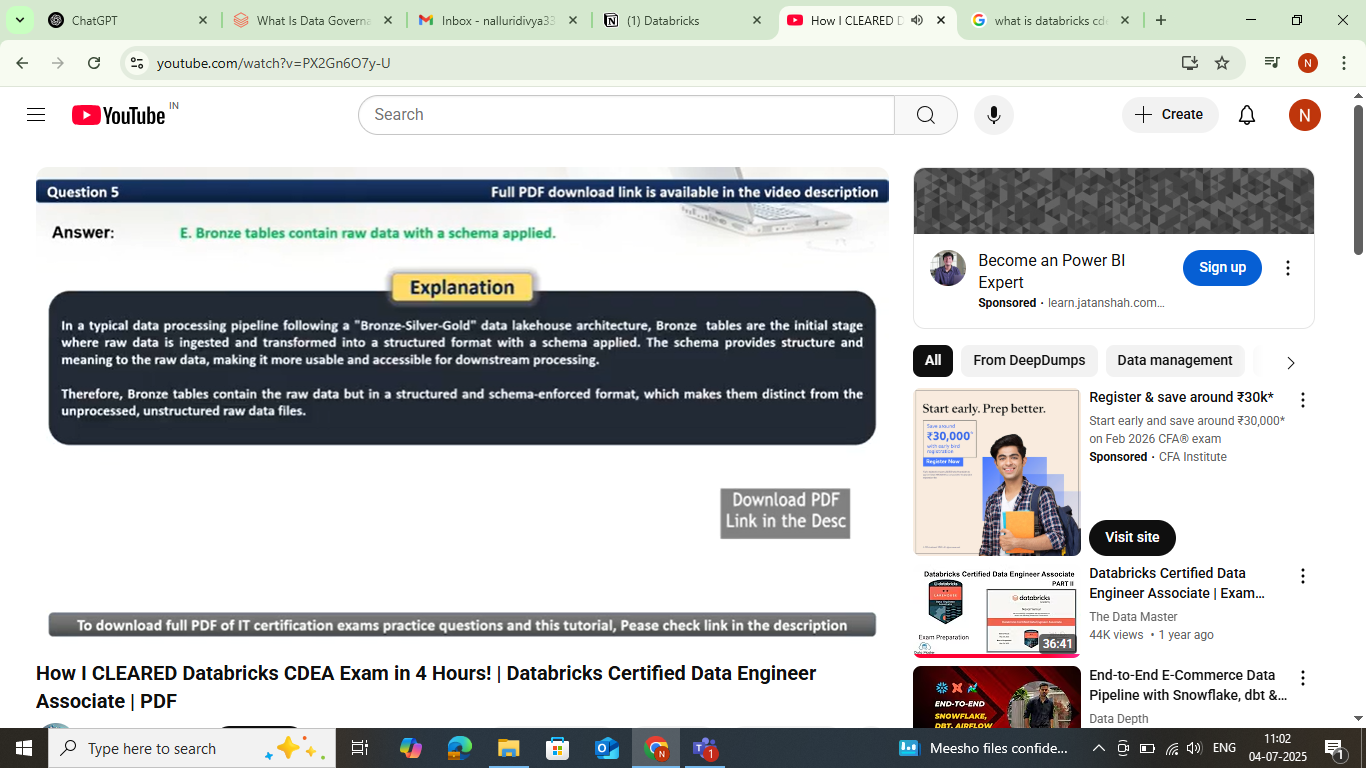 ChatGPT
What Is Data Governa
Inbox - nalluridivya33
(1) Databricks
How I CLEARED D
what is databricks cde
youtube.com/watch?v=PX2Gn6O7y-U
N
YouTube IN
Search
Create
N
Question 5
Full PDF download link is available in the video description
Answer: E. Bronze tables contain raw data with a schema applied.
Explanation
In a typical data processing pipeline following a "Bronze-Silver-Gold" data lakehouse architecture, Bronze tables are the initial stage
where raw data is ingested and transformed into a structured format with a schema applied. The schema provides structure and
meaning to the raw data, making it more usable and accessible for downstream processing.
Therefore, Bronze tables contain the raw data but in a structured and schema-enforced format, which makes them distinct from the
unprocessed, unstructured raw data files.
Download PDF
Link in the Desc
To download full PDF of IT certification exams practice questions and this tutorial, Pease check link in the description
How I CLEARED Databricks CDEA Exam in 4 Hours! | Databricks Certified Data Engineer
Associate | PDF
Become an Power BI
Expert
Sponsored · learn.jatanshah.com...
Sign up
All
From DeepDumps
Data management
Start early. Prep better.
Save around
₹30,000*
with early bird
registration
Register Now
Register & save around ₹30k*
Start early and save around ₹30,000*
on Feb 2026 CFA® exam
Sponsored · CFA Institute
Visit site
Databricks Certified Data Engineer Associate
PART II
databricks
Exam Preparation
36:41
Databricks Certified Data
Engineer Associate | Exam...
The Data Master
44K views • 1 year ago
END-TO-END
SNOWFLAKE,
DBT, AIRFLOW
End-to-End E-Commerce Data
Pipeline with Snowflake, dbt &...
Data Depth
Type here to search
N
1
Meesho files confide...
ENG
11:02
04-07-2025
1